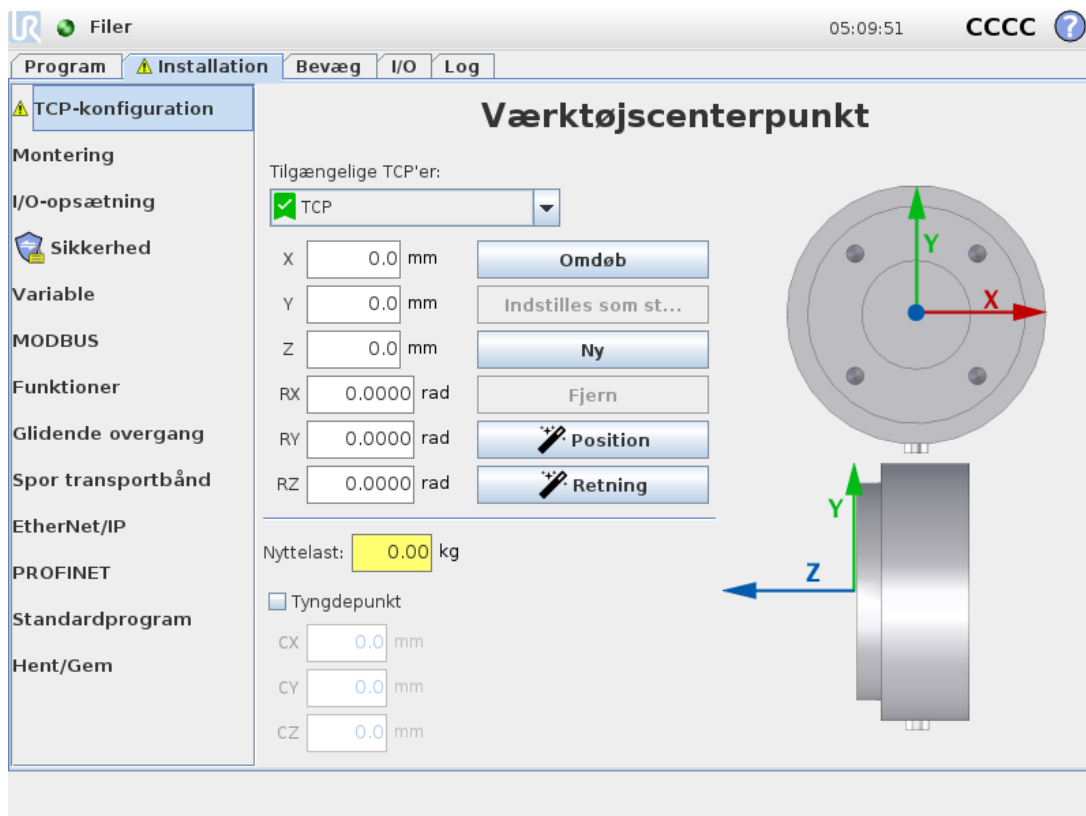 UR Filer 05:09:51 CCCC ?
Program Installation Bevæg I/O Log
TCP-konfiguration
Montering
I/O-opsætning
Sikkerhed
Variable
MODBUS
Funktioner
Glidende overgang
Spor transportbånd
EtherNet/IP
PROFINET
Standardprogram
Hent/Gem
Værktøjscenterpunkt
Tilgængelige TCP'er:
TCP
X 0.0 mm Omdøb
Y 0.0 mm Indstilles som st...
Z 0.0 mm Ny
RX 0.0000 rad Fjern
RY 0.0000 rad Position
RZ 0.0000 rad Retning
Nyttelast: 0.00 kg
Tyngdepunkt
CX 0.0 mm
CY 0.0 mm
CZ 0.0 mm
Y
X
Y
Z